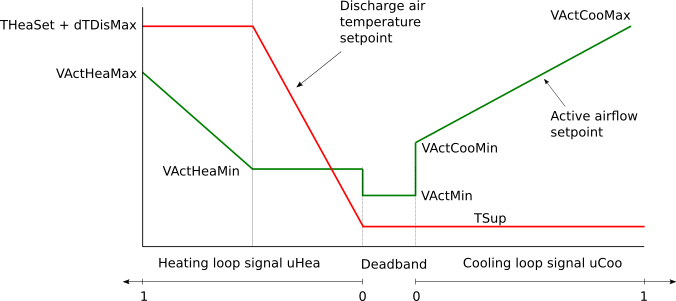 Discharge air
temperature
setpoint
VActCooMax
THeaSet + dTDisMax
VActHeaMax
Active airflow
setpoint
VActCooMin
VActHeaMin
VActMin
TSup
Heating loop signal uHea
Deadband
Cooling loop signal uCoo
1
0
0
1